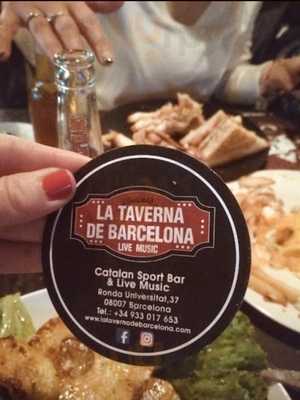 LA TAVERNA
DE BARCELONA
LIVE MUSIC
Catalan Sport Bar
& Live Music
Ronda Universitat,37
08007 Barcelona
Tel.: +34 933 017 653
www.latavernadebarcelona.com